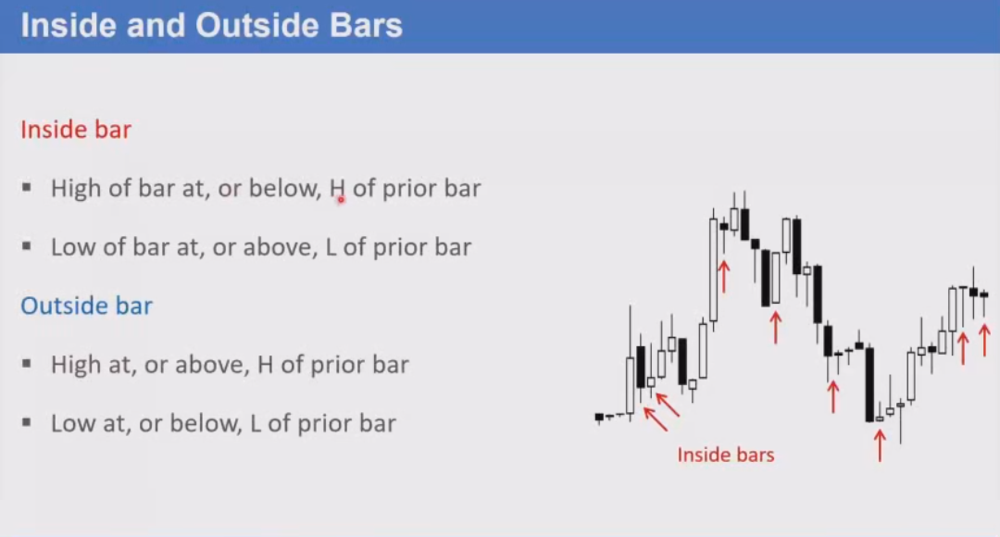 Inside and Outside Bars
Inside bar
▪ High of bar at, or below, H of prior bar
▪ Low of bar at, or above, L of prior bar
Outside bar
▪ High at, or above, H of prior bar
▪ Low at, or below, L of prior bar
Inside bars